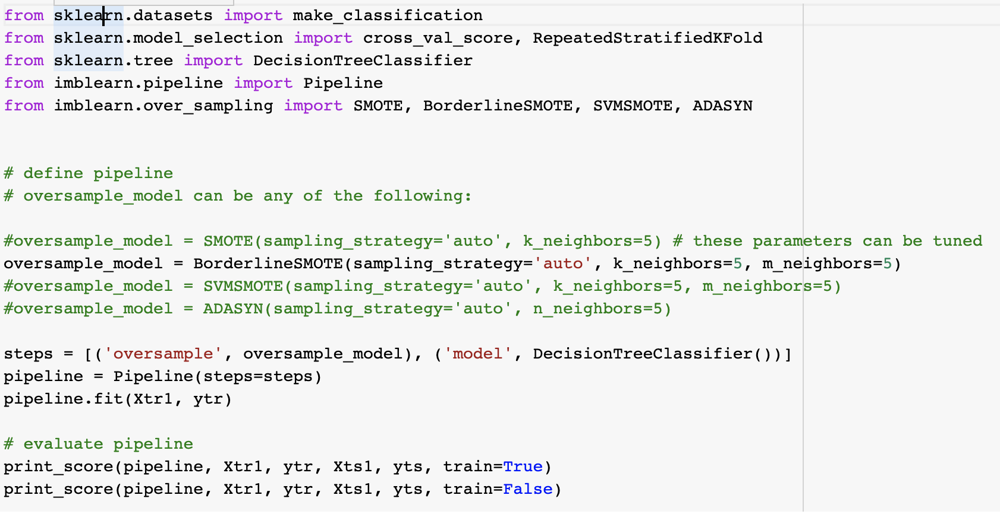 from sklearn.datasets import make_classification
from sklearn.model_selection import cross_val_score, RepeatedStratifiedKFold
from sklearn.tree import DecisionTreeClassifier
from imblearn.pipeline import Pipeline
from imblearn.over_sampling import SMOTE, BorderlineSMOTE, SVMSMOTE, ADASYN
# define pipeline
# oversample_model can be any of the following:
#oversample_model = SMOTE(sampling_strategy='auto', k_neighbors=5) # these parameters can be tuned
oversample_model = BorderlineSMOTE(sampling_strategy='auto', k_neighbors=5, m_neighbors=5)
#oversample_model = SVMSMOTE(sampling_strategy='auto', k_neighbors=5, m_neighbors=5)
#oversample_model = ADASYN(sampling_strategy='auto', n_neighbors=5)
steps = [('oversample', oversample_model), ('model', DecisionTreeClassifier())]
pipeline = Pipeline(steps=steps)
pipeline.fit(Xtr1, ytr)
# evaluate pipeline
print_score(pipeline, Xtr1, ytr, Xts1, yts, train=True)
print_score(pipeline, Xtr1, ytr, Xts1, yts, train=False)